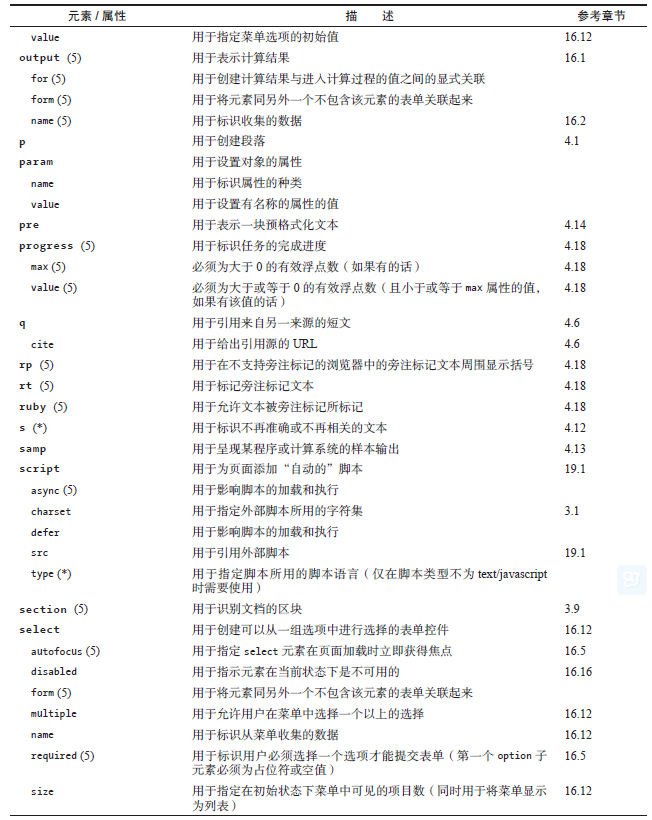 元素 / 属性 描 述 参考章节
value 用于指定菜单选项的初始值 16.12
output (5) 用于表示计算结果 16.1
for (5) 用于创建计算结果与进入计算过程的值之间的显式关联
form (5) 用于将元素同另外一个不包含该元素的表单关联起来
name (5) 用于标识收集的数据 16.2
p 用于创建段落 4.1
param 用于设置对象的属性
name 用于标识属性的种类
value 用于设置有名称的属性的值
pre 用于表示一块预格式化文本 4.14
progress (5) 用于标识任务的完成进度 4.18
max (5) 必须为大于 0 的有效浮点数（如果有的话） 4.18
value (5) 必须为大于或等于 0 的有效浮点数（且小于或等于 max 属性的值， 4.18
如果有该值的话）
q 用于引用来自另一来源的短文 4.6
cite 用于给出引用源的 URL 4.6
rp (5) 用于在不支持旁注标记的浏览器中的旁注标记文本周围显示括号 4.18
rt (5) 用于标记旁注标记文本 4.18
ruby (5) 用于允许文本被旁注标记所标记 4.18
s (*) 用于标识不再准确或不再相关的文本 4.12
samp 用于呈现某程序或计算系统的样本输出 4.13
script 用于为页面添加“自动的”脚本 19.1
async (5) 用于影响脚本的加载和执行
charset 用于指定外部脚本所用的字符集 3.1
defer 用于影响脚本的加载和执行
src 用于引用外部脚本 19.1
type (*) 用于指定脚本所用的脚本语言（仅在脚本类型不为 text/javascript
时需要使用）
section (5) 用于识别文档的区块 3.9
select 用于创建可以从一组选项中进行选择的表单控件 16.12
autofocus (5) 用于指定 select 元素在页面加载时立即获得焦点 16.5
disabled 用于指示元素在当前状态下是不可用的 16.16
form (5) 用于将元素同另外一个不包含该元素的表单关联起来
multiple 用于允许用户在菜单中选择一个以上的选择 16.12
name 用于标识从菜单收集的数据 16.12
required (5) 用于标识用户必须选择一个选项才能提交表单（第一个 option 子 16.5
元素必须为占位符或空值）
size 用于指定在初始状态下菜单中可见的项目数（同时用于将菜单显示 16.12
为列表）